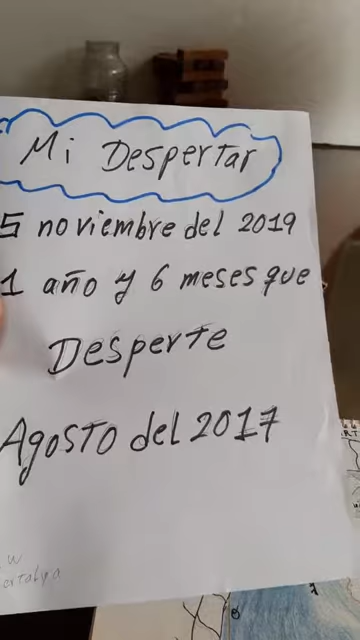 Mi Despertar
5 noviembre del 2019
1 año y 6 meses que
Desperte
Agosto del 2017